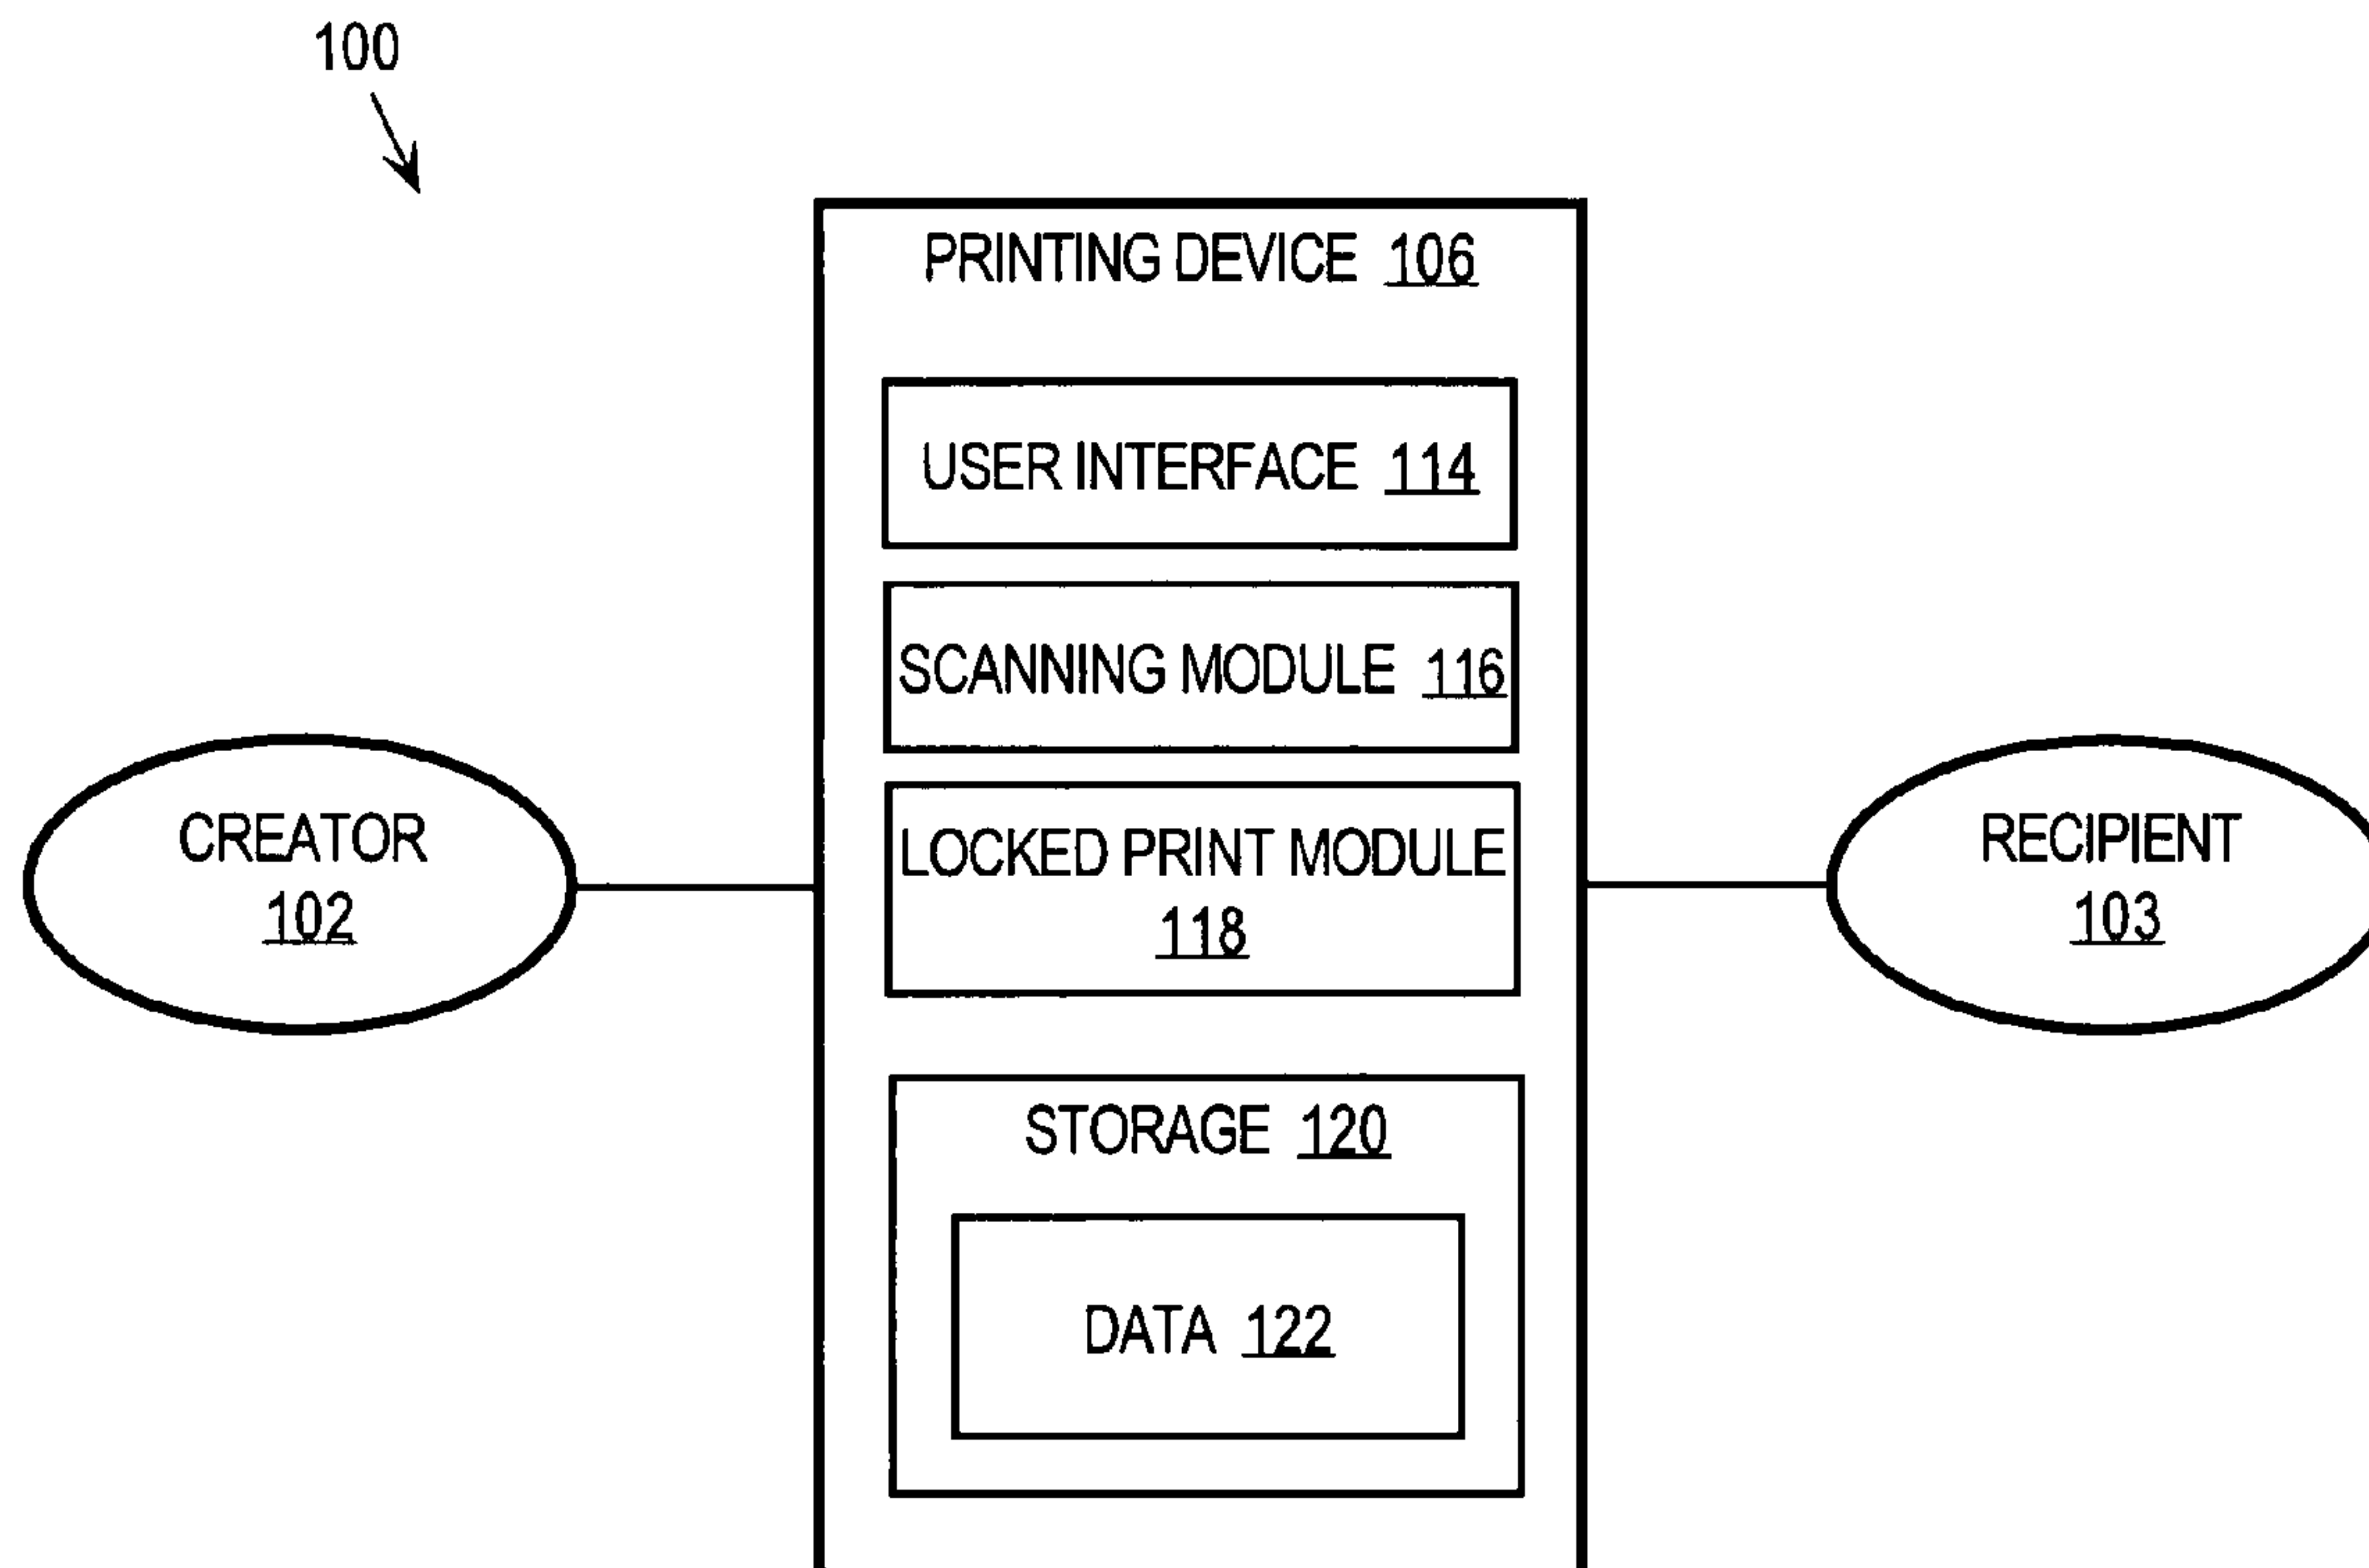 100
PRINTING DEVICE 106
USER INTERFACE 114
SCANNING MODULE 116
LOCKED PRINT MODULE
118
CREATOR
102
RECIPIENT
103
STORAGE 120
DATA 122